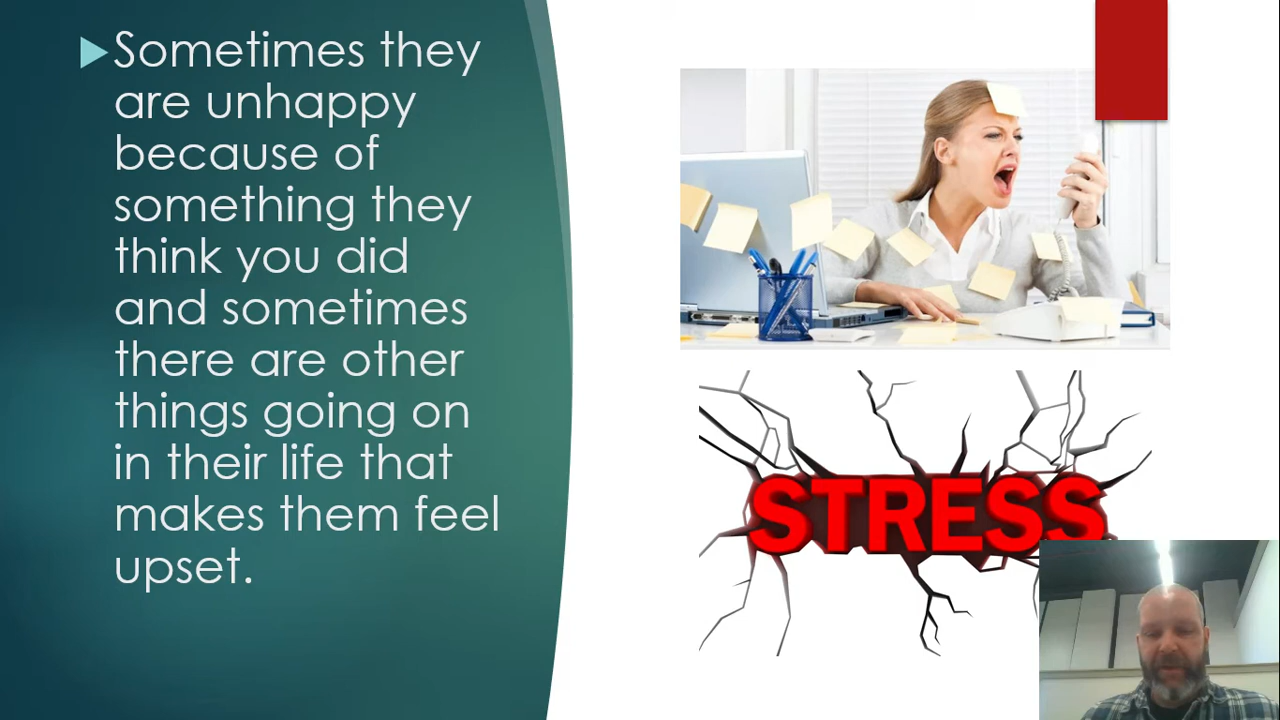 Sometimes they
are unhappy
because of
something they
think you did
and sometimes
there are other
things going on
in their life that
makes them feel
upset.
STRESS